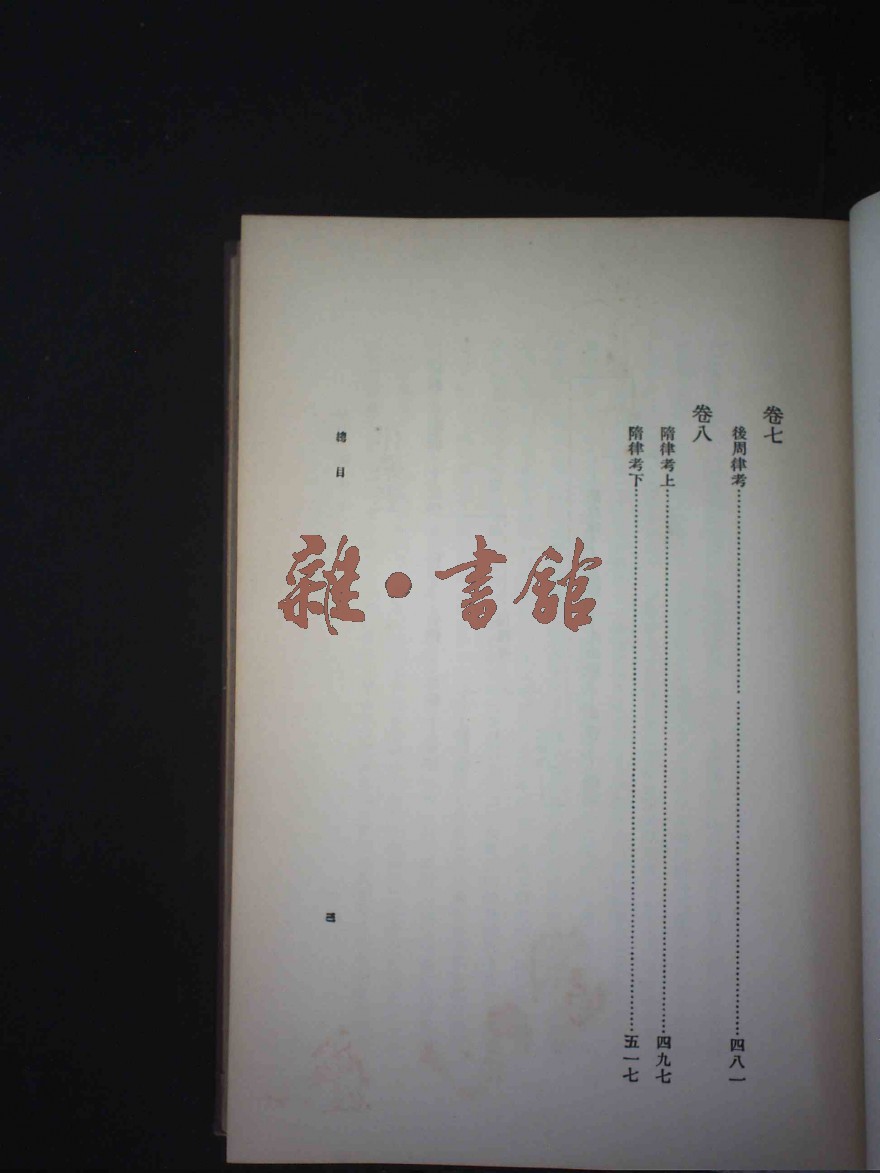 卷七
後周律考……四八一
卷八
隋律考上……四九七
隋律考下……五一七
總目
三
雜·書館